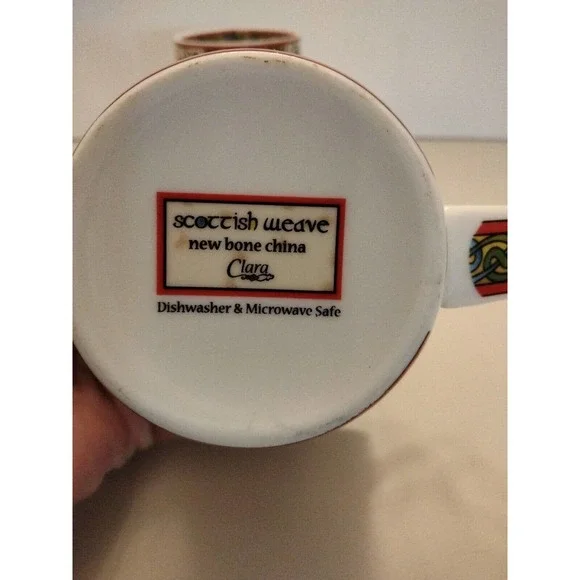 scottish weave
new bone china
Clara
Dishwasher & Microwave Safe